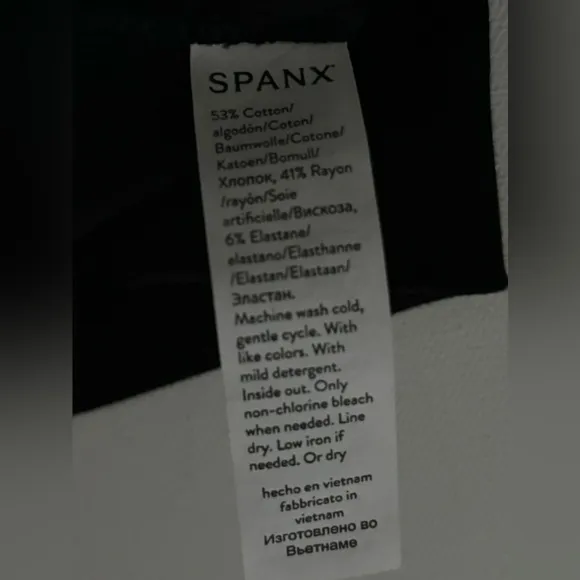 SPANX
53% Cotton/
algodón/Coton/
Baumwolle/Cotone/
Katoen/Bomull/
Хлопок, 41% Rayon
/rayón/Soie
artificielle/Вискоза,
6% Elastane/
elastano/Elasthanne
/Elastan/Elastaan/
Эластан.
Machine wash cold,
gentle cycle. With
like colors. With
mild detergent.
Inside out. Only
non-chlorine bleach
when needed. Line
dry. Low iron if
needed. Or dry
hecho en vietnam
fabbricato in
vietnam
Изготовлено во
Вьетнаме